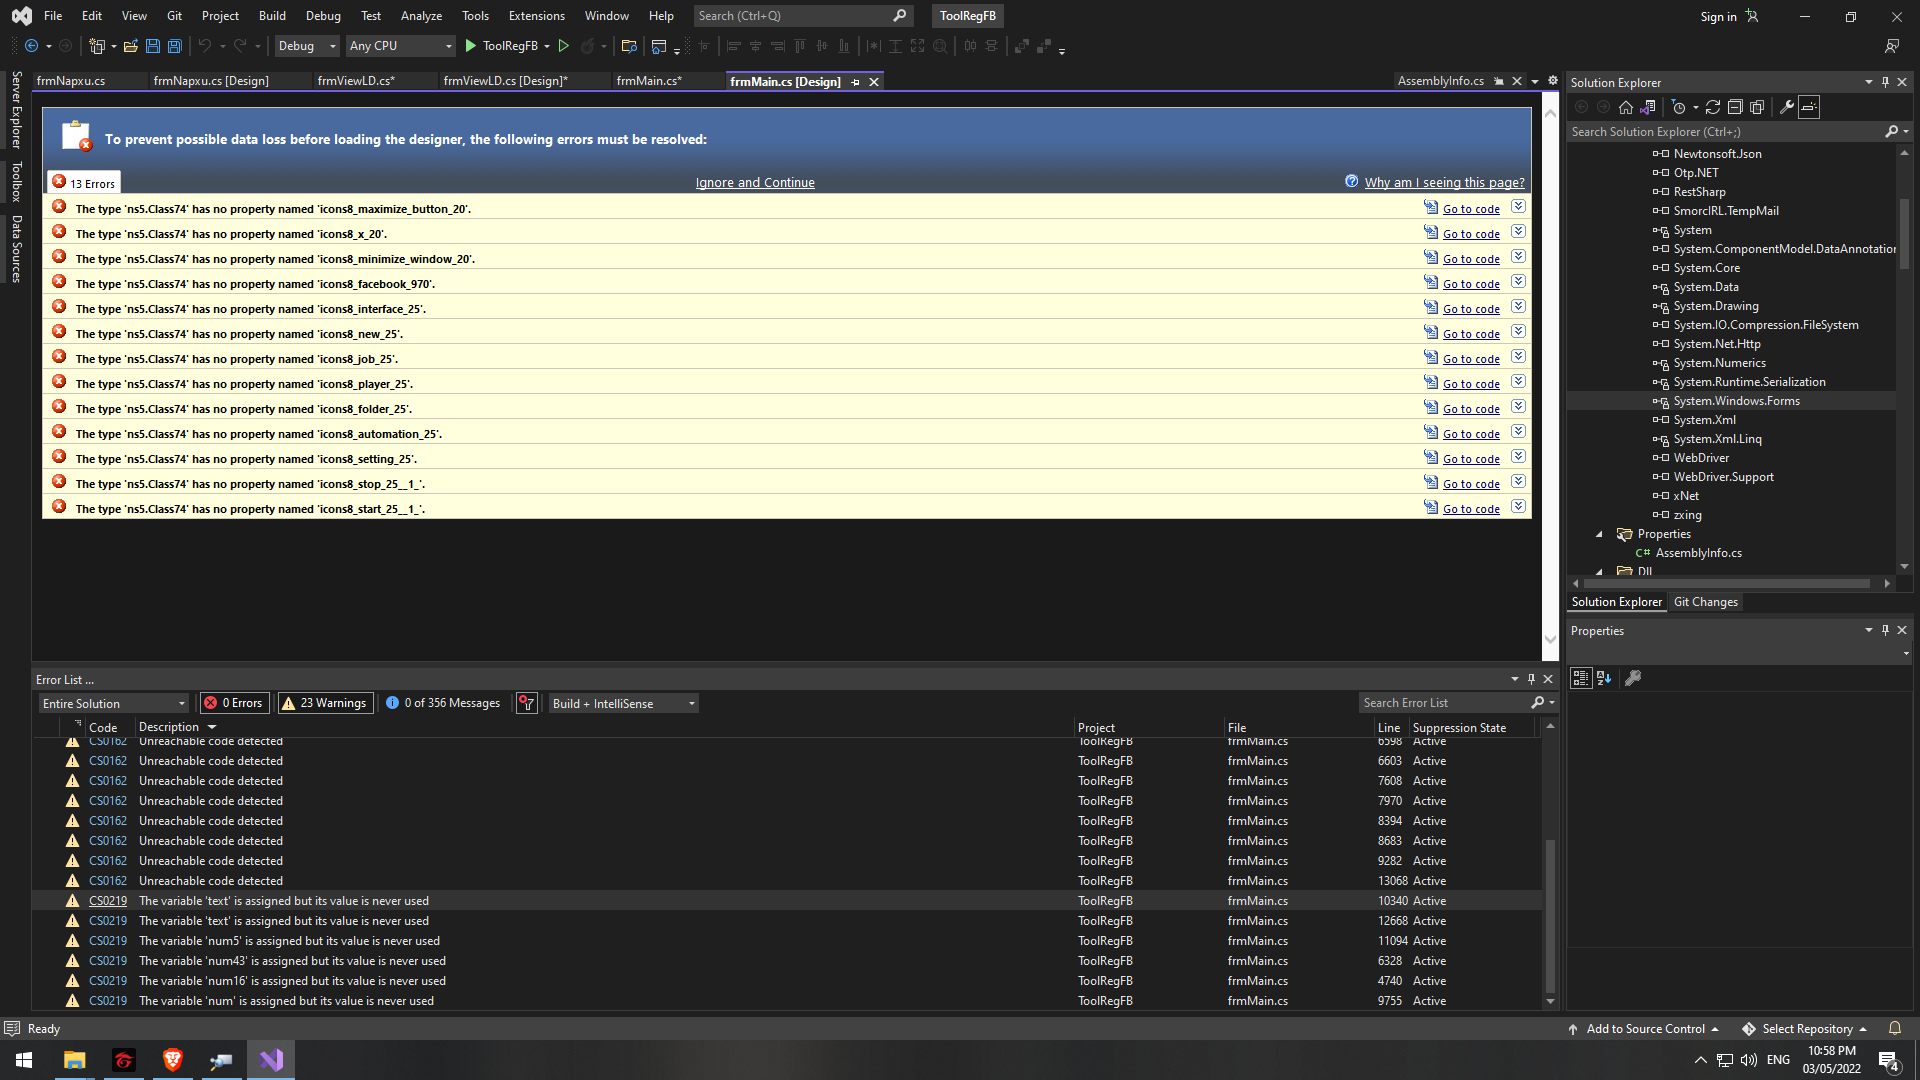 File Edit View Git Project Build Debug Test Analyze Tools Extensions Window Help Search (Ctrl+Q) ToolRegFB Sign in
Debug Any CPU ToolRegFB
frmNapxu.cs frmNapxu.cs [Design] frmViewLD.cs* frmViewLD.cs [Design]* frmMain.cs* frmMain.cs [Design] AssemblyInfo.cs
Server Explorer
Toolbox
Data Sources
To prevent possible data loss before loading the designer, the following errors must be resolved:
13 Errors Ignore and Continue Why am I seeing this page?
The type 'ns5.Class74' has no property named 'icons8_maximize_button_20'. Go to code
The type 'ns5.Class74' has no property named 'icons8_x_20'. Go to code
The type 'ns5.Class74' has no property named 'icons8_minimize_window_20'. Go to code
The type 'ns5.Class74' has no property named 'icons8_facebook_970'. Go to code
The type 'ns5.Class74' has no property named 'icons8_interface_25'. Go to code
The type 'ns5.Class74' has no property named 'icons8_new_25'. Go to code
The type 'ns5.Class74' has no property named 'icons8_job_25'. Go to code
The type 'ns5.Class74' has no property named 'icons8_player_25'. Go to code
The type 'ns5.Class74' has no property named 'icons8_folder_25'. Go to code
The type 'ns5.Class74' has no property named 'icons8_automation_25'. Go to code
The type 'ns5.Class74' has no property named 'icons8_setting_25'. Go to code
The type 'ns5.Class74' has no property named 'icons8_stop_25__1_'. Go to code
The type 'ns5.Class74' has no property named 'icons8_start_25__1_'. Go to code
Solution Explorer
Search Solution Explorer (Ctrl+;)
Newtonsoft.Json
Otp.NET
RestSharp
SmorcIRL.TempMail
System
System.ComponentModel.DataAnnotation
System.Core
System.Data
System.Drawing
System.IO.Compression.FileSystem
System.Net.Http
System.Numerics
System.Runtime.Serialization
System.Windows.Forms
System.Xml
System.Xml.Linq
WebDriver
WebDriver.Support
xNet
zxing
Properties
C# AssemblyInfo.cs
Dll
Solution Explorer Git Changes
Properties
Error List ...
Entire Solution 0 Errors 23 Warnings 0 of 356 Messages Build + IntelliSense Search Error List
Code Description Project File Line Suppression State
CS0162 Unreachable code detected ToolRegFB frmMain.cs 6598 Active
CS0162 Unreachable code detected ToolRegFB frmMain.cs 6603 Active
CS0162 Unreachable code detected ToolRegFB frmMain.cs 7608 Active
CS0162 Unreachable code detected ToolRegFB frmMain.cs 7970 Active
CS0162 Unreachable code detected ToolRegFB frmMain.cs 8394 Active
CS0162 Unreachable code detected ToolRegFB frmMain.cs 8683 Active
CS0162 Unreachable code detected ToolRegFB frmMain.cs 9282 Active
CS0162 Unreachable code detected ToolRegFB frmMain.cs 13068 Active
CS0219 The variable 'text' is assigned but its value is never used ToolRegFB frmMain.cs 10340 Active
CS0219 The variable 'text' is assigned but its value is never used ToolRegFB frmMain.cs 12668 Active
CS0219 The variable 'num5' is assigned but its value is never used ToolRegFB frmMain.cs 11094 Active
CS0219 The variable 'num43' is assigned but its value is never used ToolRegFB frmMain.cs 6328 Active
CS0219 The variable 'num16' is assigned but its value is never used ToolRegFB frmMain.cs 4740 Active
CS0219 The variable 'num' is assigned but its value is never used ToolRegFB frmMain.cs 9755 Active
Ready Add to Source Control Select Repository
ENG
10:58 PM
03/05/2022
4